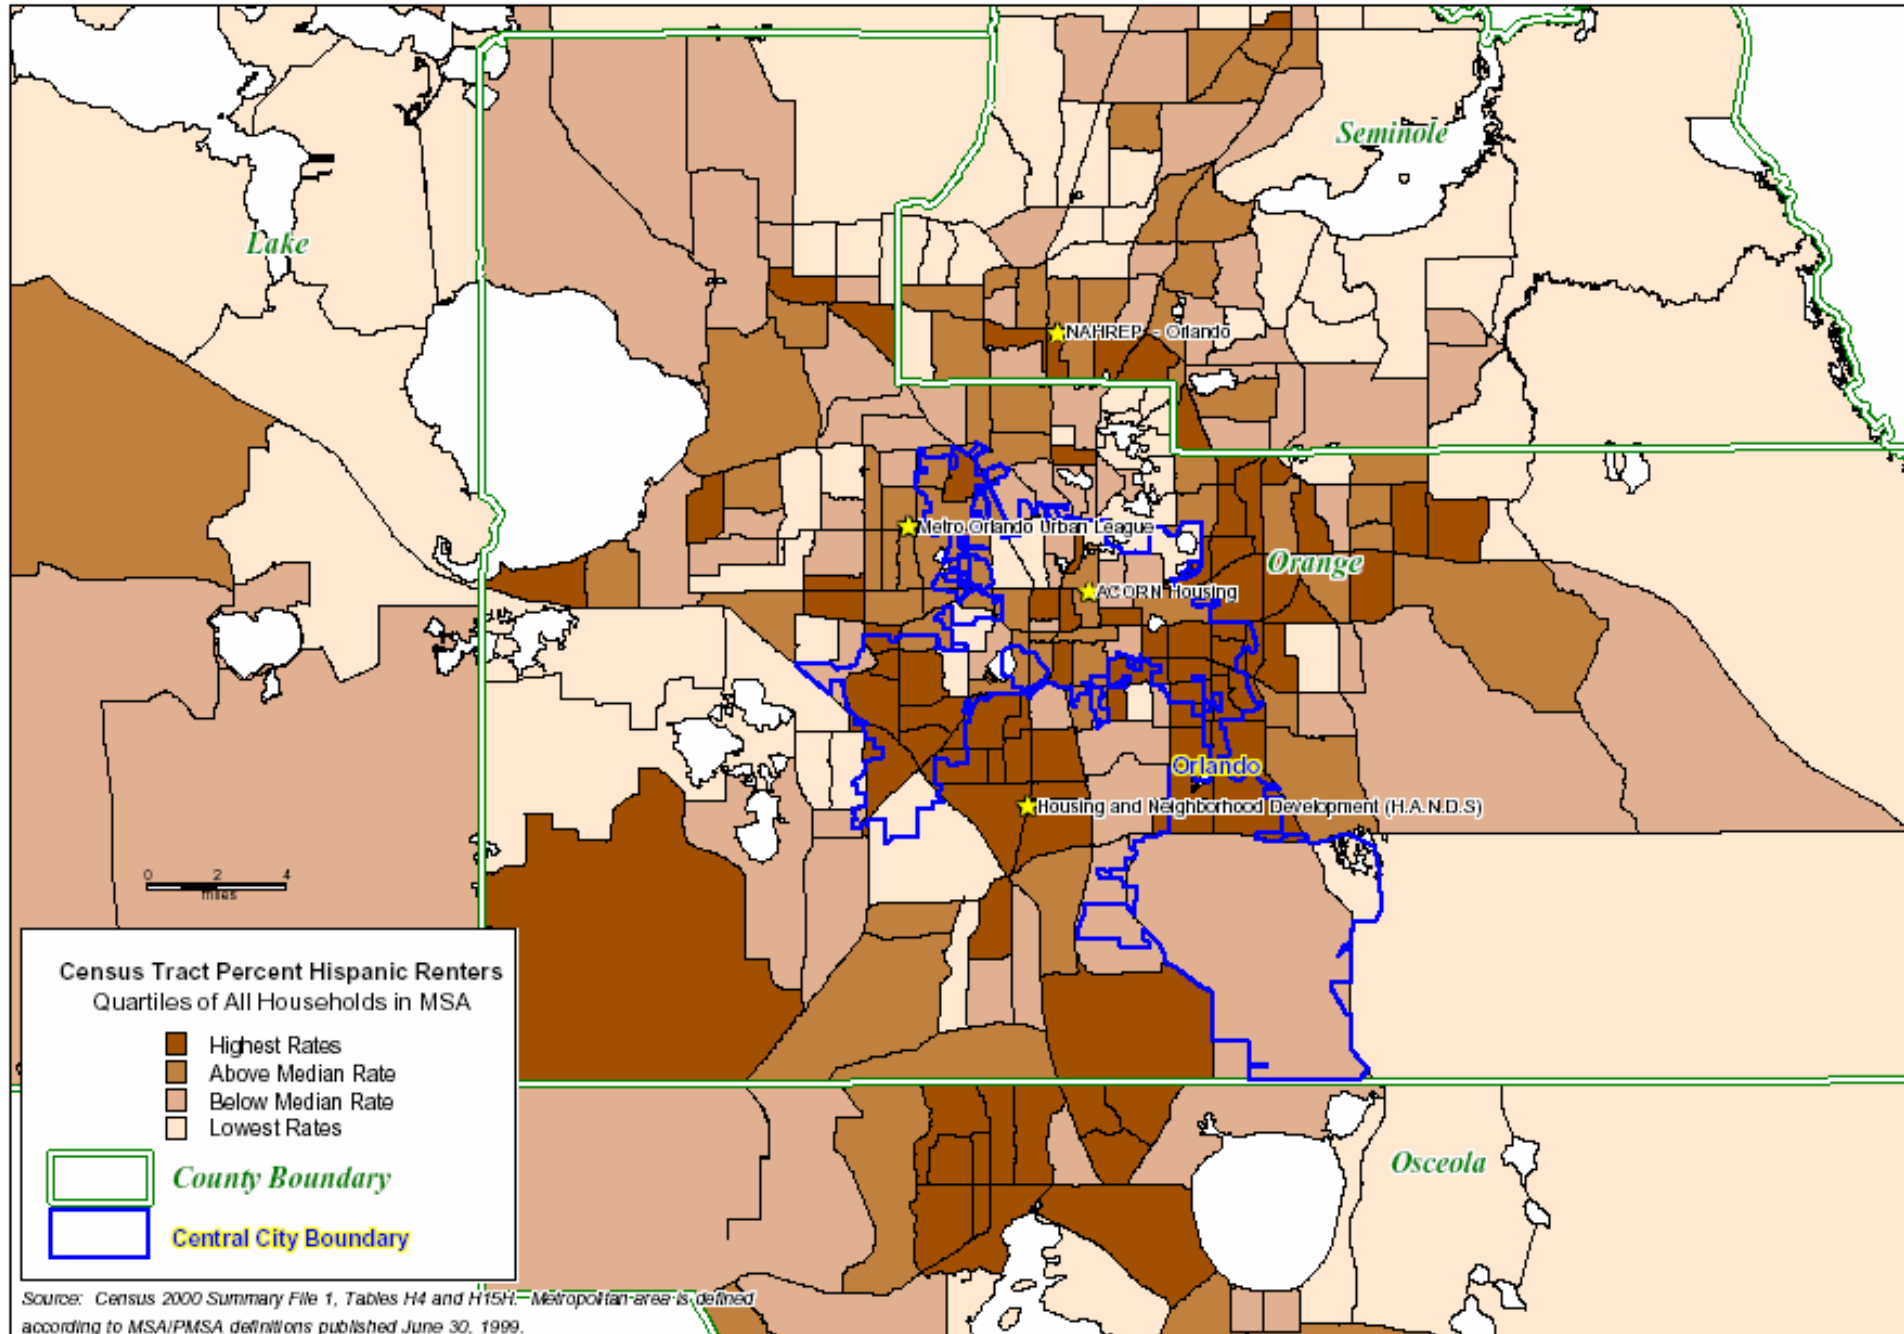 Seminole
Lake
NAHREP - Orlando
Metro Orlando Urban League
Orange
ACORN Housing
Orlando
Housing and Neighborhood Development (H.A.N.D.S)
0 2 4
miles
Census Tract Percent Hispanic Renters
Quartiles of All Households in MSA
Highest Rates
Above Median Rate
Below Median Rate
Lowest Rates
County Boundary
Central City Boundary
Osceola
Source: Census 2000 Summary File 1, Tables H4 and H15H. Metropolitan area is defined
according to MSA/PMSA definitions published June 30, 1999.